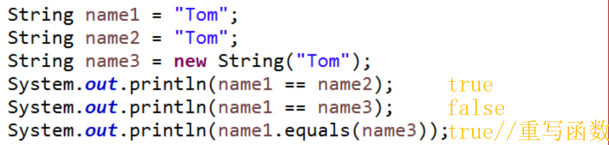 String name1 = "Tom";
String name2 = "Tom";
String name3 = new String("Tom");
System.out.println(name1 == name2); true
System.out.println(name1 == name3); false
System.out.println(name1.equals(name3));true//重写函数